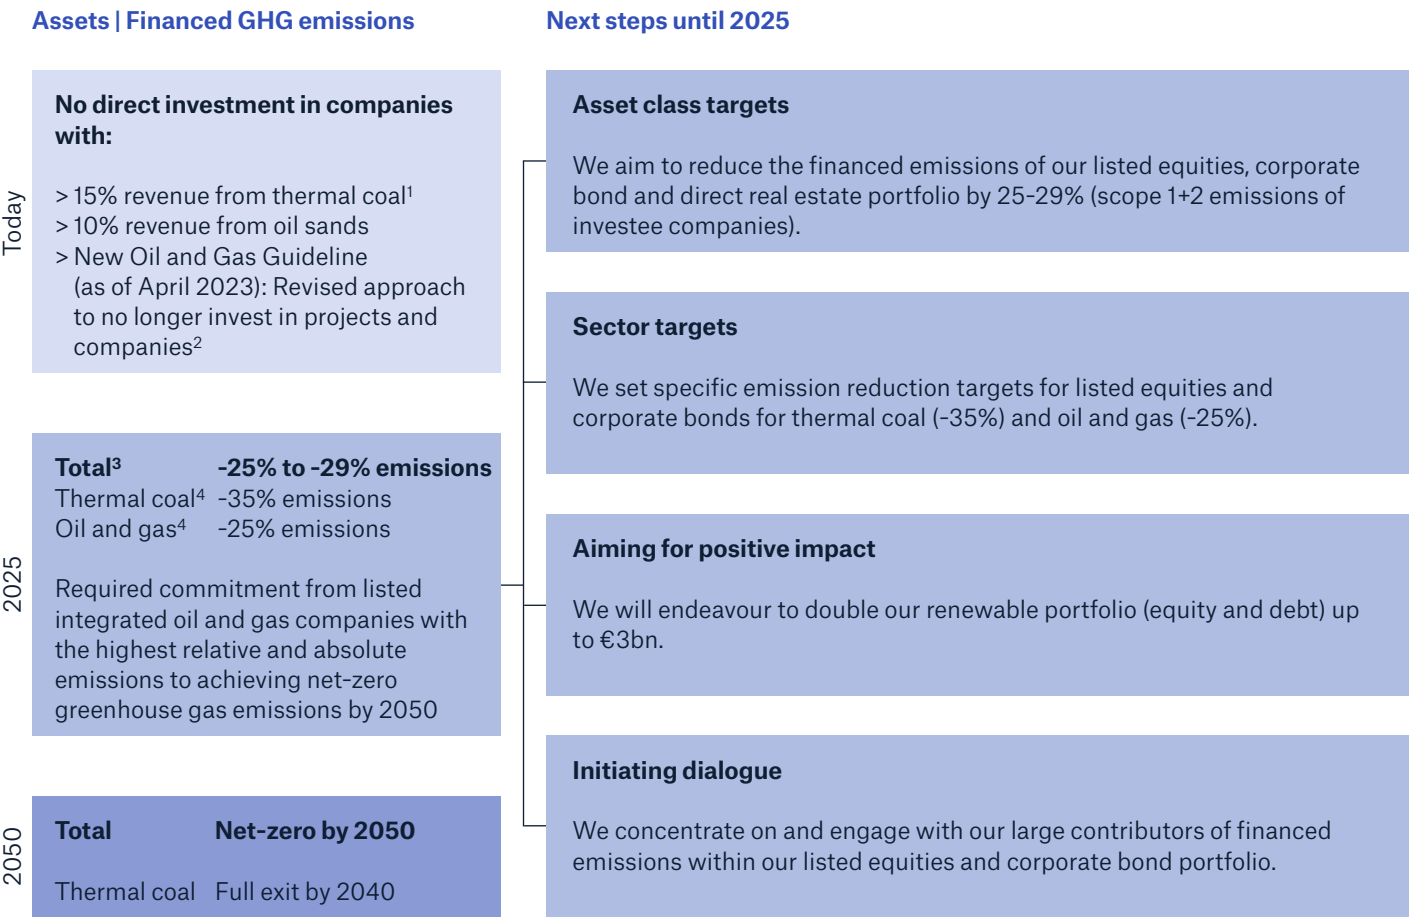 Assets | Financed GHG emissions
Today
No direct investment in companies
with:
> 15% revenue from thermal coal¹
> 10% revenue from oil sands
> New Oil and Gas Guideline
(as of April 2023): Revised approach
to no longer invest in projects and
companies²
2025
Total³ -25% to -29% emissions
Thermal coal⁴ -35% emissions
Oil and gas⁴ -25% emissions
Required commitment from listed
integrated oil and gas companies with
the highest relative and absolute
emissions to achieving net-zero
greenhouse gas emissions by 2050
2050
Total Net-zero by 2050
Thermal coal Full exit by 2040
Next steps until 2025
Asset class targets
We aim to reduce the financed emissions of our listed equities, corporate
bond and direct real estate portfolio by 25-29% (scope 1+2 emissions of
investee companies).
Sector targets
We set specific emission reduction targets for listed equities and
corporate bonds for thermal coal (-35%) and oil and gas (-25%).
Aiming for positive impact
We will endeavour to double our renewable portfolio (equity and debt) up
to €3bn.
Initiating dialogue
We concentrate on and engage with our large contributors of financed
emissions within our listed equities and corporate bond portfolio.